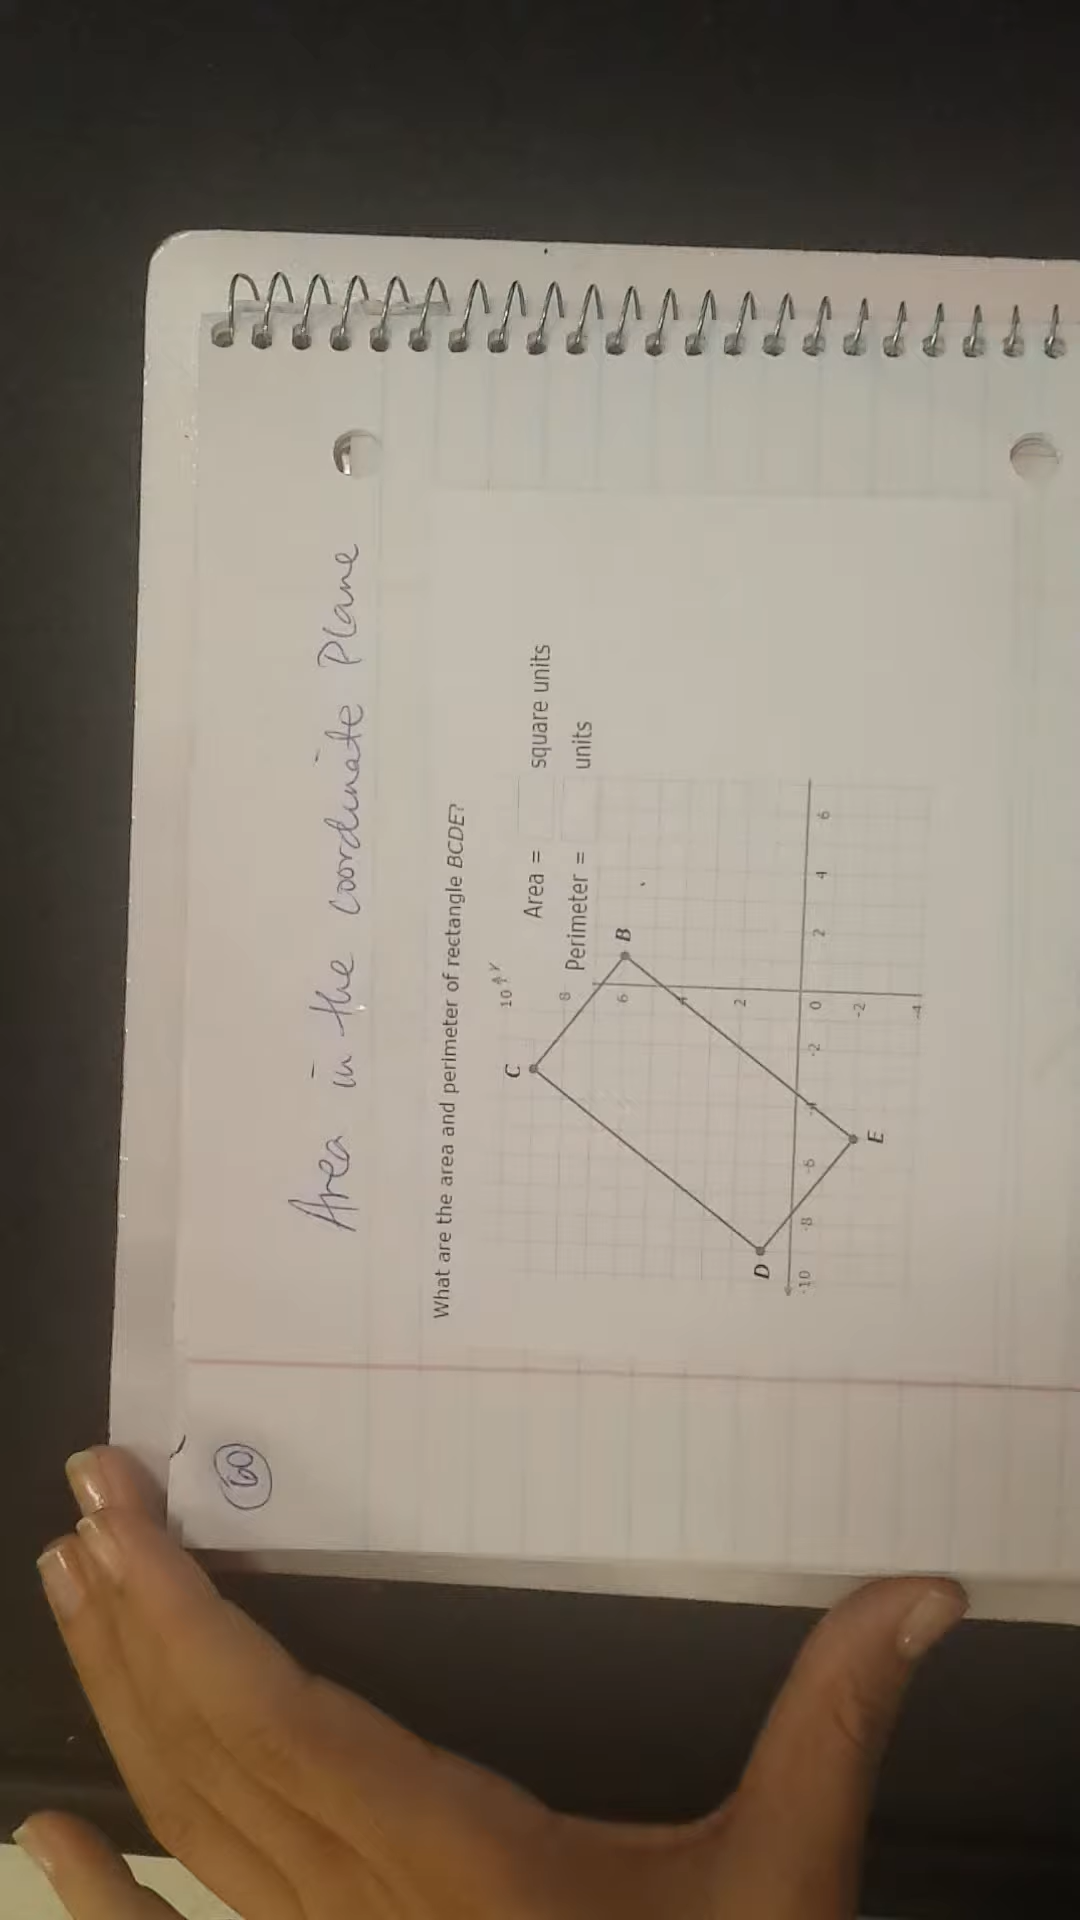 60
Area in the Coordinate Plane
What are the area and perimeter of rectangle BCDE?
Area = square units
Perimeter = units
C
10 y
8
6 B
4
2
D
-10 -8 -6 -4 -2 0 2 4 6
-2
E
-4